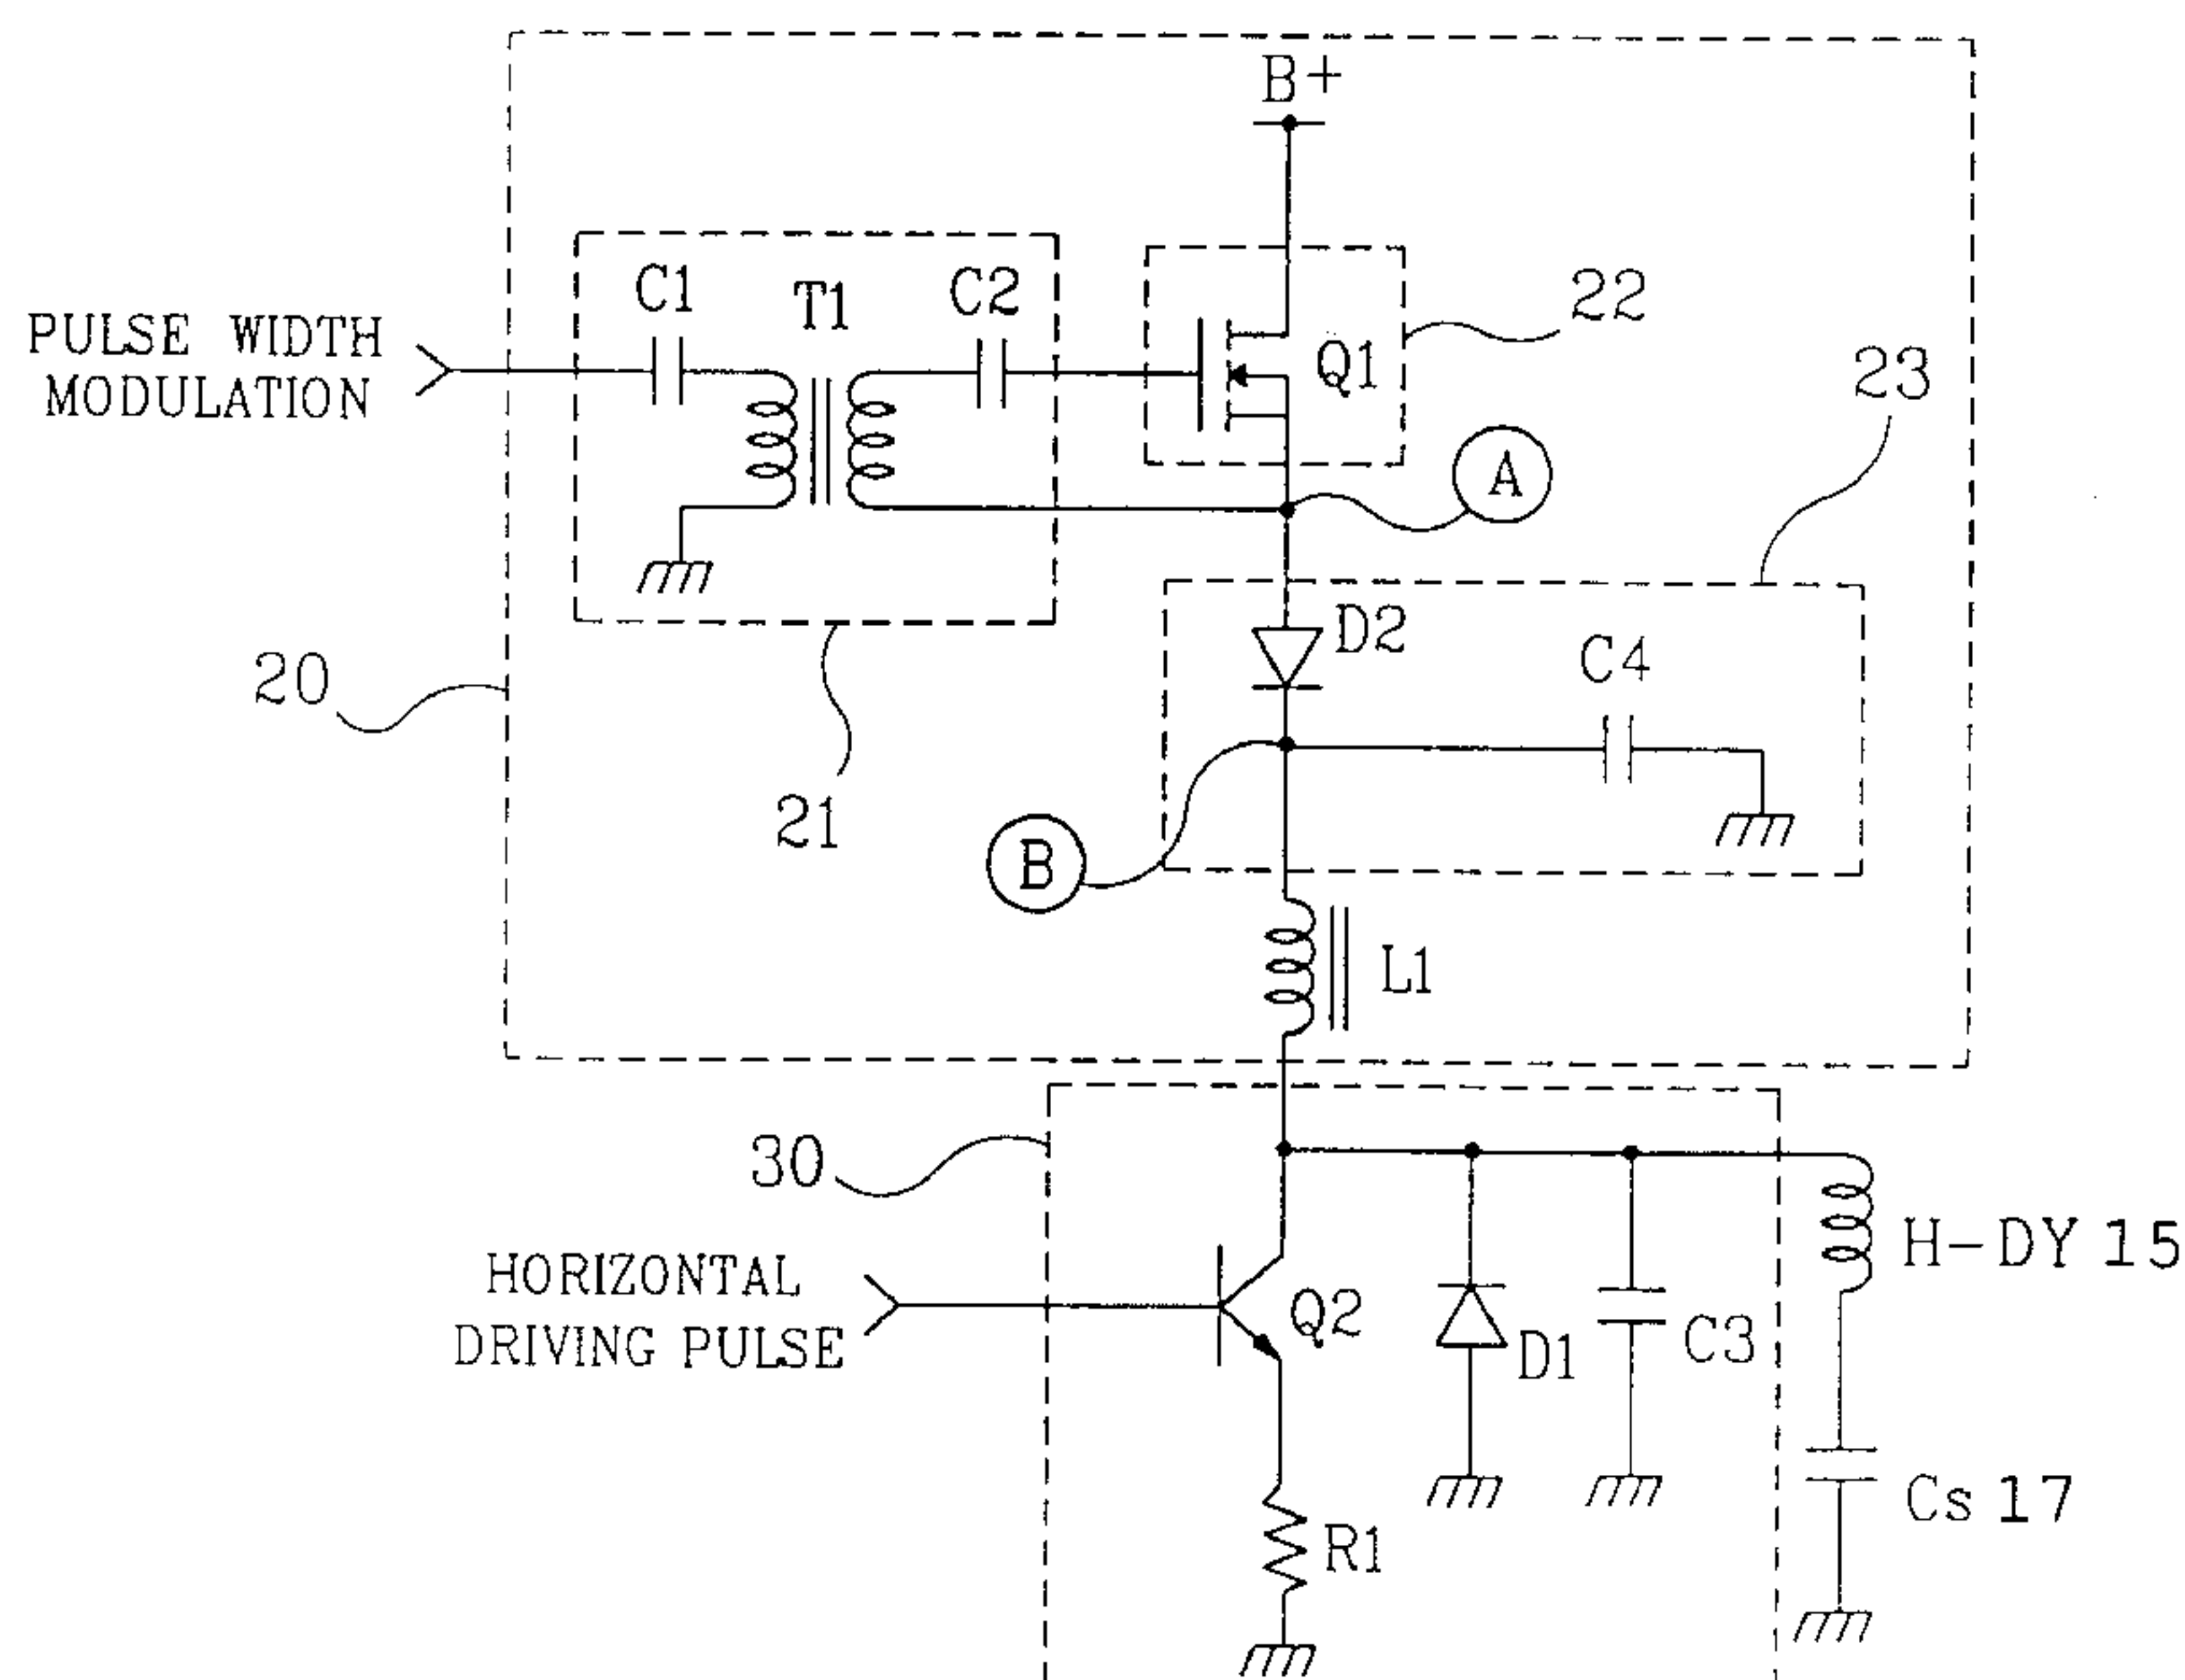 B+
C1
T1
C2
PULSE WIDTH
MODULATION
Q1
22
23
A
D2
C4
20
21
B
L1
30
HORIZONTAL
DRIVING PULSE
Q2
D1
C3
H-DY 15
Cs 17
R1